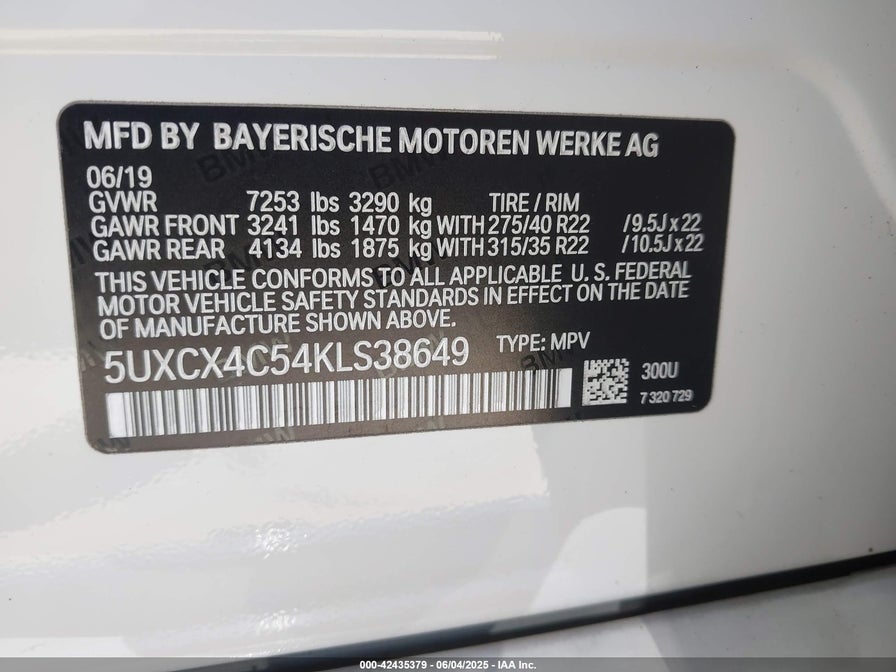 MFD BY BAYERISCHE MOTOREN WERKE AG
06/19
GVWR 7253 lbs 3290 kg TIRE / RIM
GAWR FRONT 3241 lbs 1470 kg WITH 275/40 R22 /9.5J x 22
GAWR REAR 4134 lbs 1875 kg WITH 315/35 R22 /10.5J x 22
THIS VEHICLE CONFORMS TO ALL APPLICABLE U. S. FEDERAL
MOTOR VEHICLE SAFETY STANDARDS IN EFFECT ON THE DATE
OF MANUFACTURE SHOWN ABOVE.
5UXCX4C54KLS38649 TYPE: MPV
300U
7 320 729
000-42435379 - 06/04/2025 - IAA Inc.